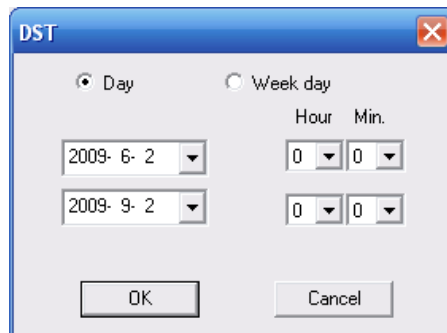 DST
Day Week day
Hour Min.
2009- 6- 2 0 0
2009- 9- 2 0 0
OK Cancel